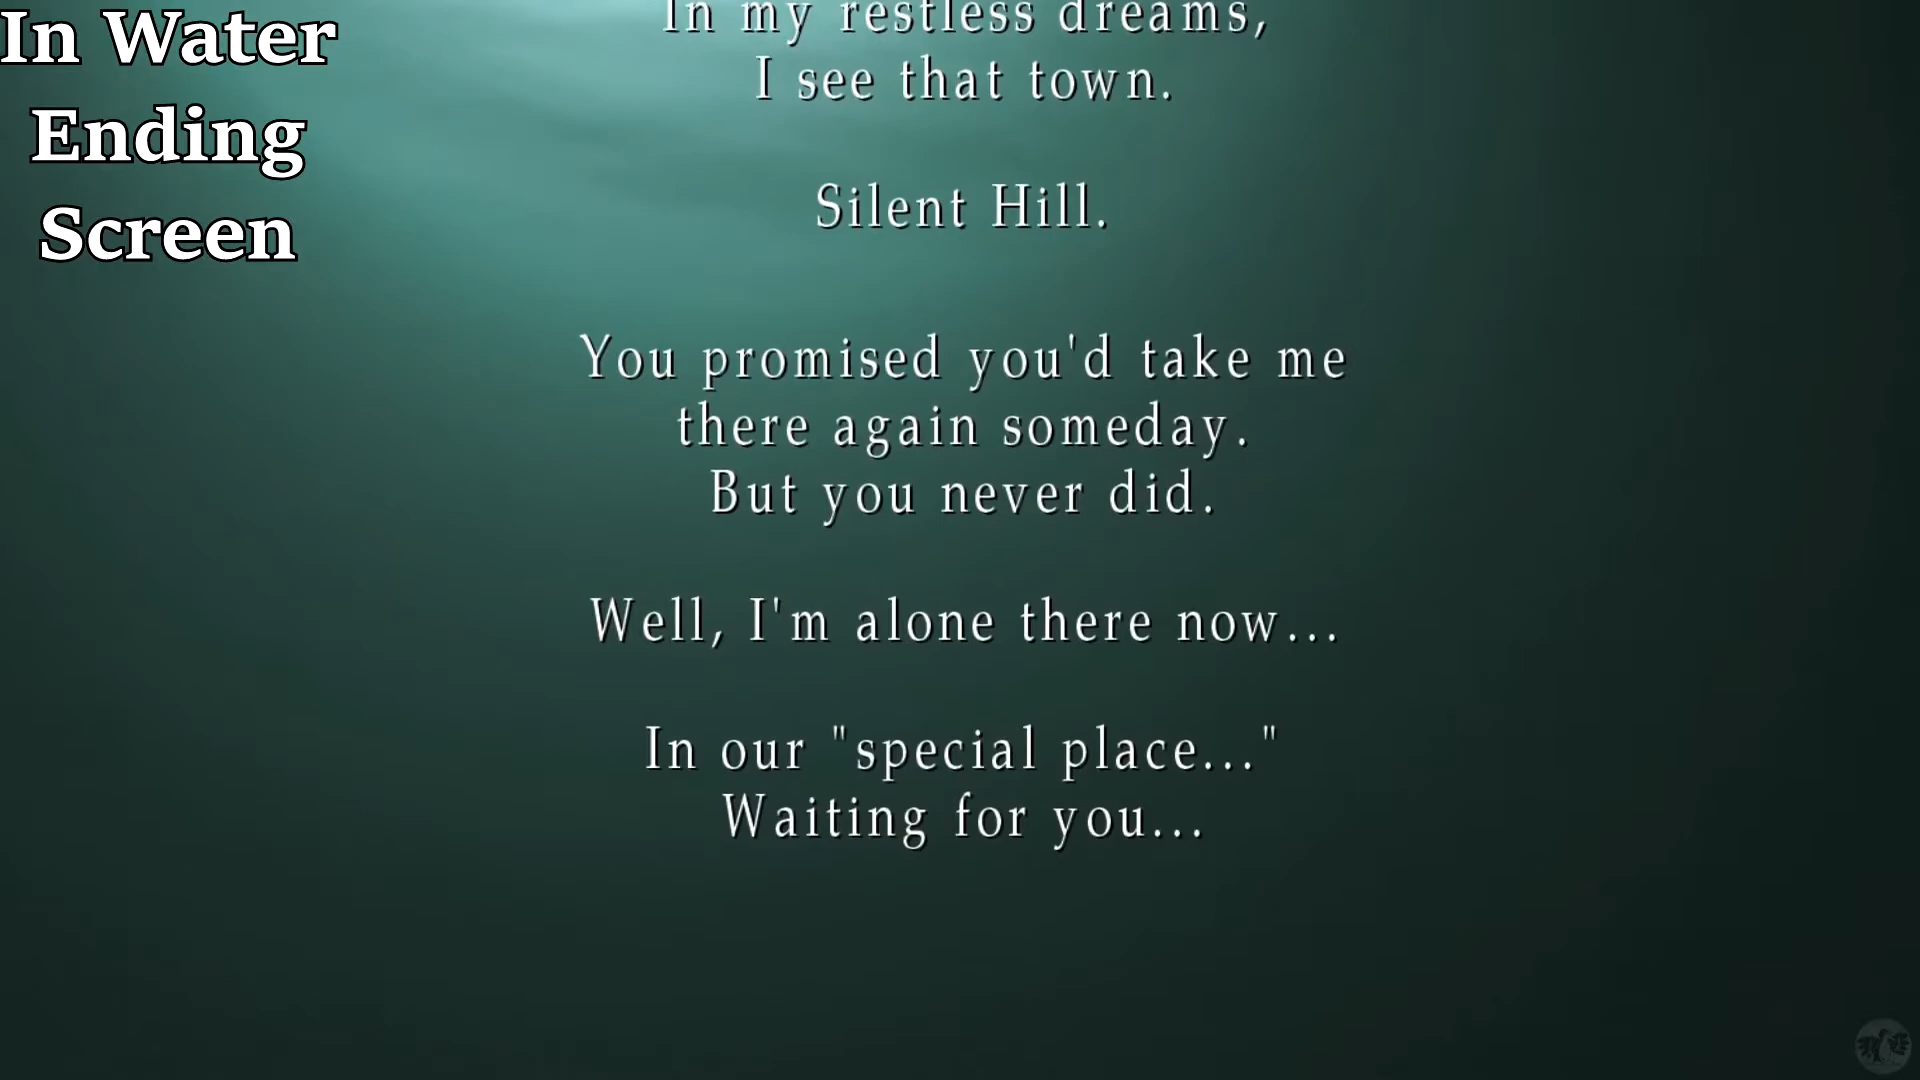 In Water
Ending
Screen
In my restless dreams,
I see that town.
Silent Hill.
You promised you'd take me
there again someday.
But you never did.
Well, I'm alone there now...
In our "special place..."
Waiting for you...